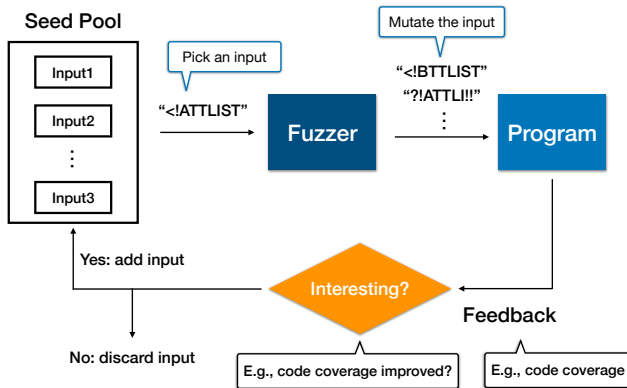 Seed Pool
Input1
Input2
⋮
Input3
Pick an input
“<!ATTLIST”
Fuzzer
Mutate the input
“<!BTTLIST”
“?!ATTLI!!”
⋮
Program
Yes: add input
No: discard input
Interesting?
Feedback
E.g., code coverage improved?
E.g., code coverage